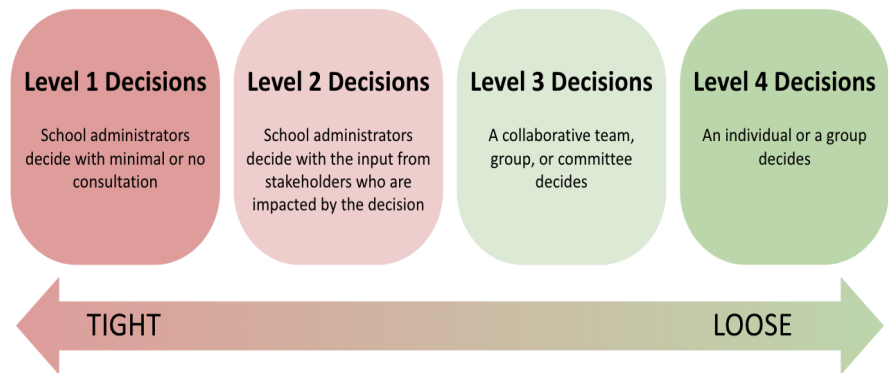 Level 1 Decisions
School administrators
decide with minimal or no
consultation
Level 2 Decisions
School administrators
decide with the input from
stakeholders who are
impacted by the decision
Level 3 Decisions
A collaborative team,
group, or committee
decides
Level 4 Decisions
An individual or a group
decides
TIGHT
LOOSE